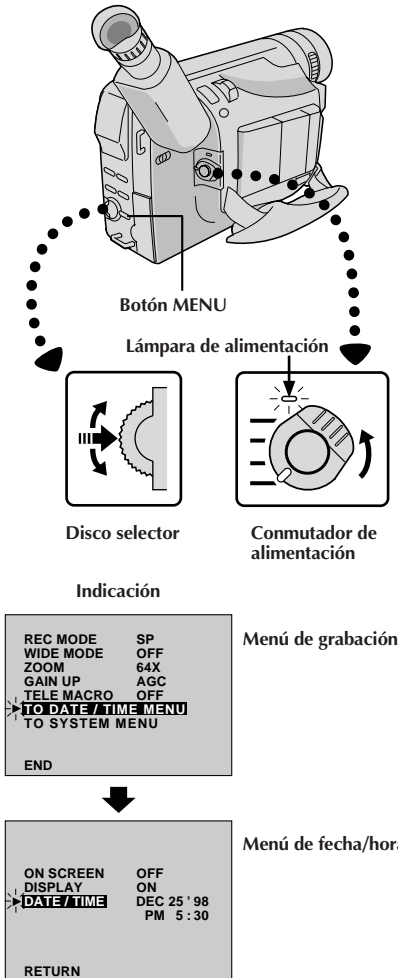 Botón MENU
Lámpara de alimentación
Disco selector
Conmutador de
alimentación
Indicación
REC MODE SP
WIDE MODE OFF
ZOOM 64X
GAIN UP AGC
TELE MACRO OFF
TO DATE / TIME MENU
TO SYSTEM MENU
END
Menú de grabación
ON SCREEN OFF
DISPLAY ON
DATE / TIME DEC 25 ’ 98
PM 5 : 30
RETURN
Menú de fecha/hora